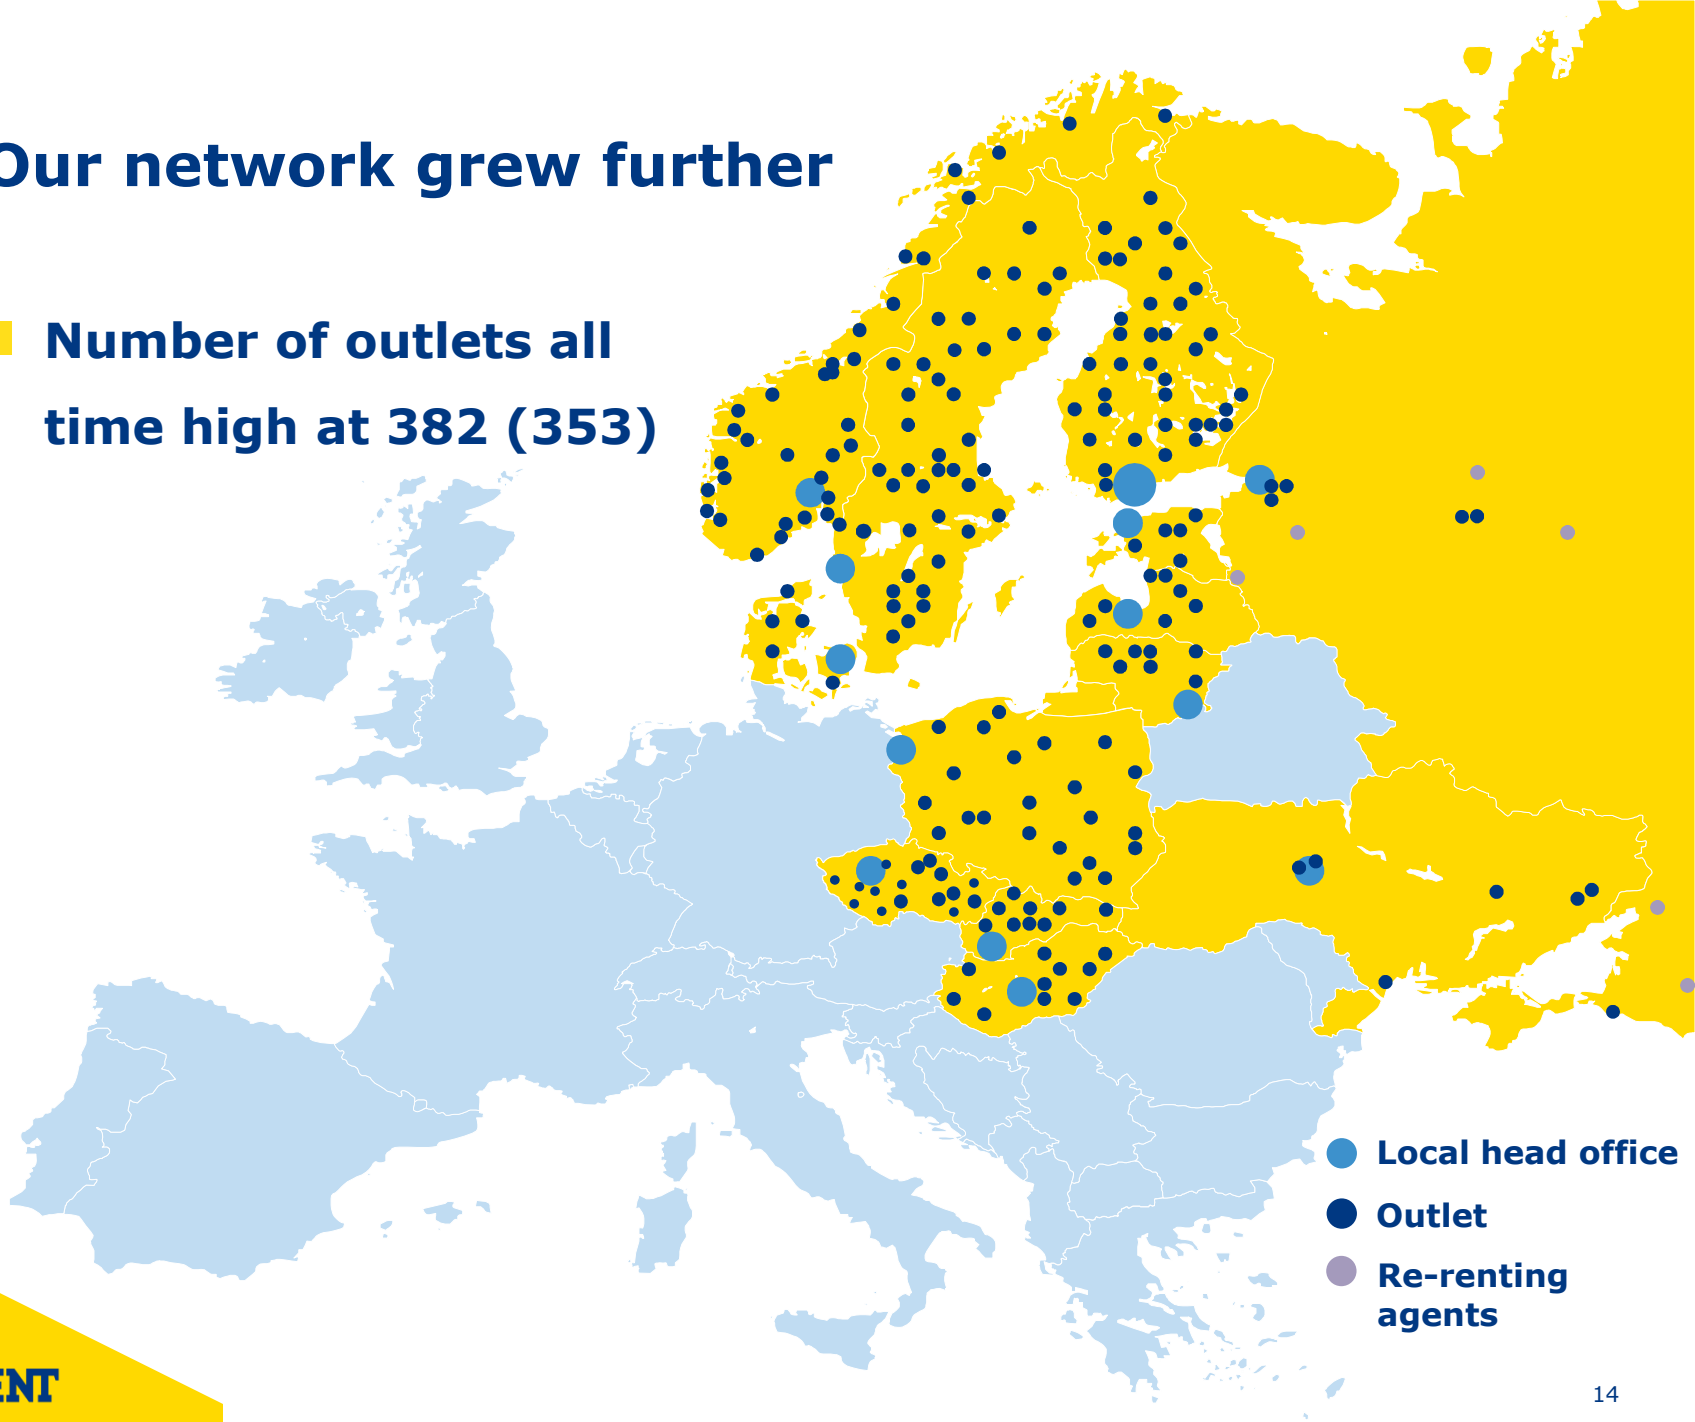 Our network grew further
Number of outlets all
time high at 382 (353)
Local head office
Outlet
Re-renting
agents
ENT
14